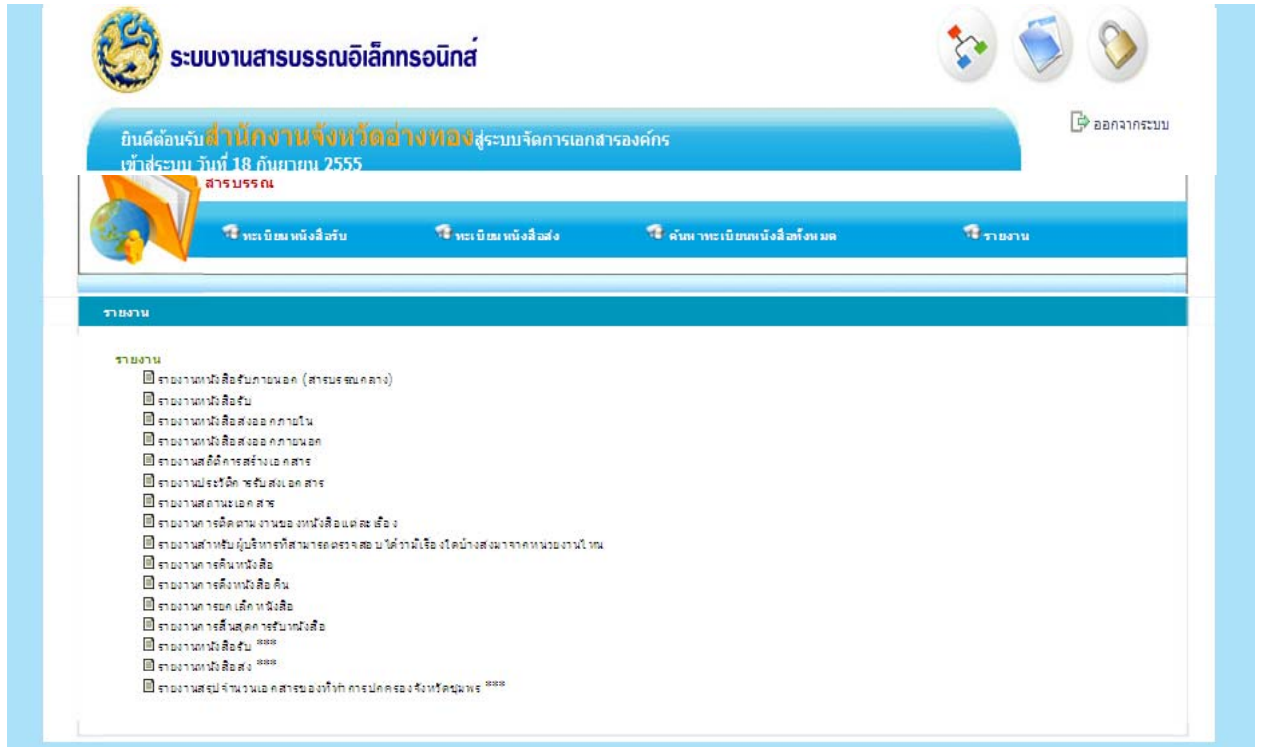 ระบบงานสารบรรณอิเล็กทรอนิกส์
ออกจากระบบ
ยินดีต้อนรับสำนักงานจังหวัดอ่างทองสู่ระบบจัดการเอกสารองค์กร
เข้าสู่ระบบ วันที่ 18 กันยายน 2555
สารบรรณ
ทะเบียนหนังสือรับ ทะเบียนหนังสือส่ง ค้นหาทะเบียนหนังสือทั้งหมด รายงาน
รายงาน
รายงาน
รายงานหนังสือรับภายนอก (สารบรรณกลาง)
รายงานหนังสือรับ
รายงานหนังสือส่งออกภายใน
รายงานหนังสือส่งออกภายนอก
รายงานสถิติการสร้างเอกสาร
รายงานประวัติการรับส่งเอกสาร
รายงานสถานะเอกสาร
รายงานการติดตามงานของหนังสือแต่ละเรื่อง
รายงานสำหรับผู้บริหารที่สามารถตรวจสอบได้ว่ามีเรื่องใดบ้างส่งมาจากหน่วยงานไหน
รายงานการคืนหนังสือ
รายงานการดึงหนังสือคืน
รายงานการยกเลิกหนังสือ
รายงานการสิ้นสุดการรับหนังสือ
รายงานหนังสือรับ ***
รายงานหนังสือส่ง ***
รายงานสรุปจำนวนเอกสารของที่ทำการปกครองจังหวัดชุมพร ***